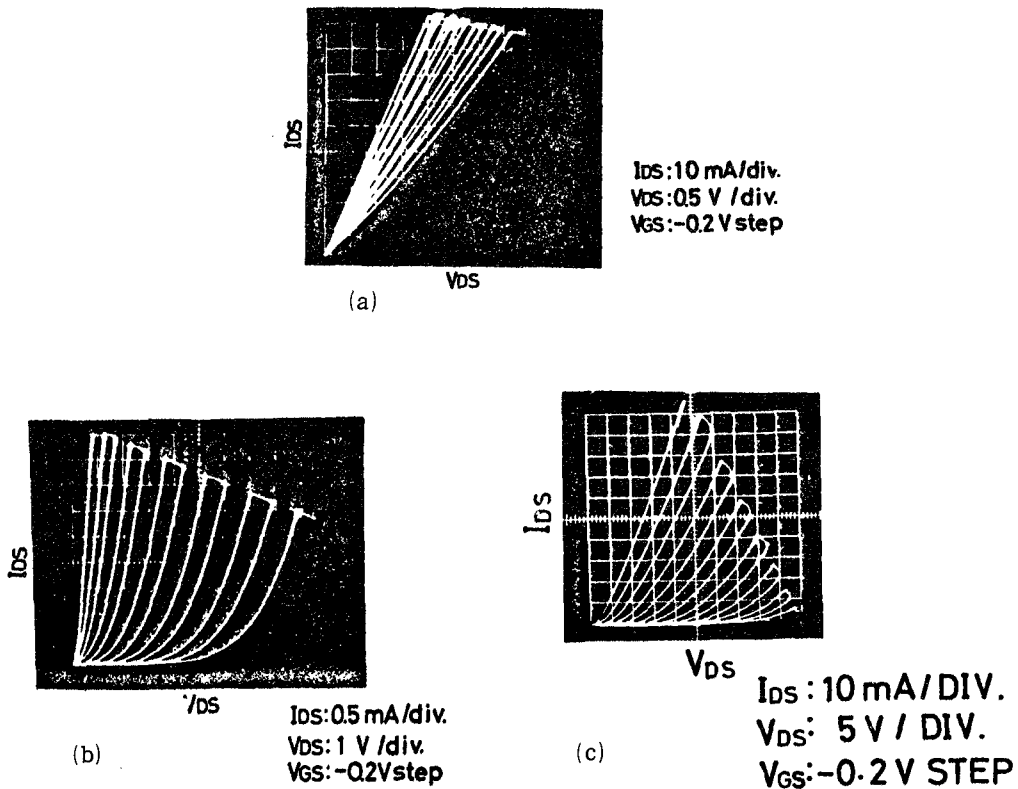 IDS
IDS:10 mA/div.
VDS:0.5 V /div.
VGS:-0.2 V step
VDS
(a)
IDS
VDS
IDS:0.5 mA/div.
VDS:1 V /div.
VGS:-0.2V step
(b)
IDS
VDS
IDS : 10 mA/ DIV.
VDS: 5 V / DIV.
VGS:-0.2 V STEP
(c)